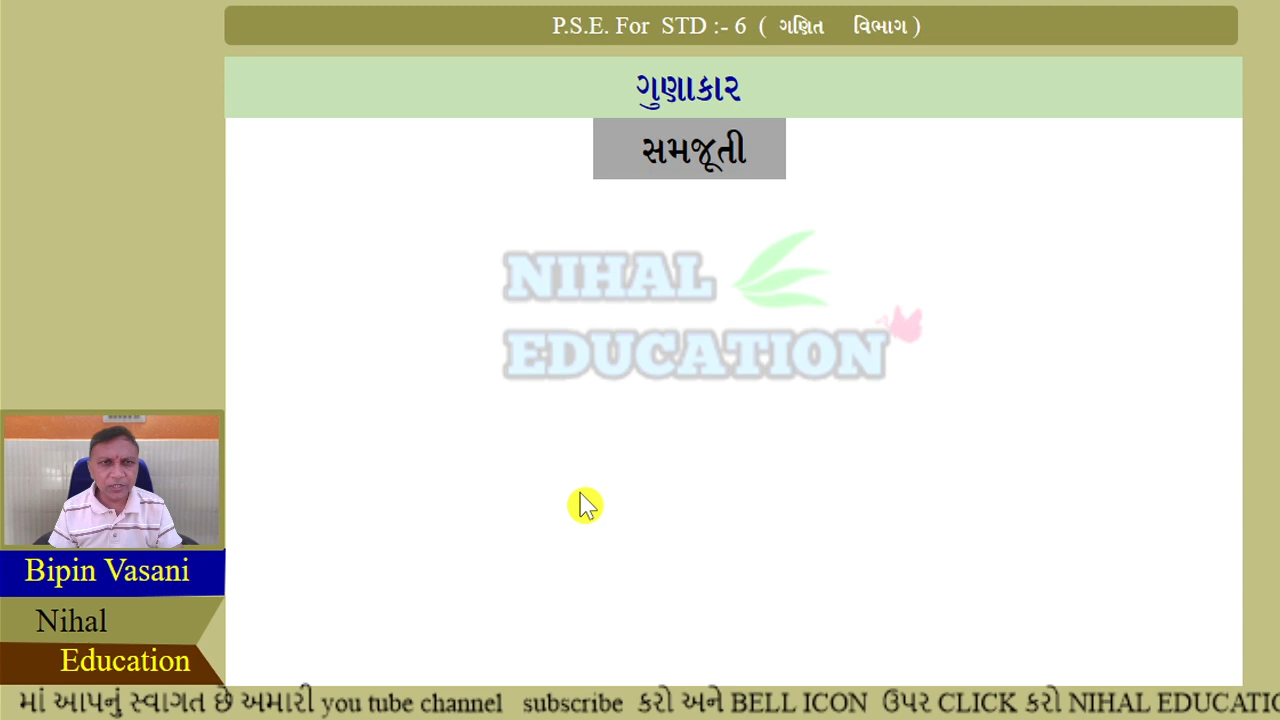 P.S.E. For STD :- 6 ( ગણિત વિભાગ )
ગુણાકાર
સમજૂતી
NIHAL
EDUCATION
Bipin Vasani
Nihal
Education
માં આપનું સ્વાગત છે અમારી you tube channel subscribe કરો અને BELL ICON ઉપર CLICK કરો NIHAL